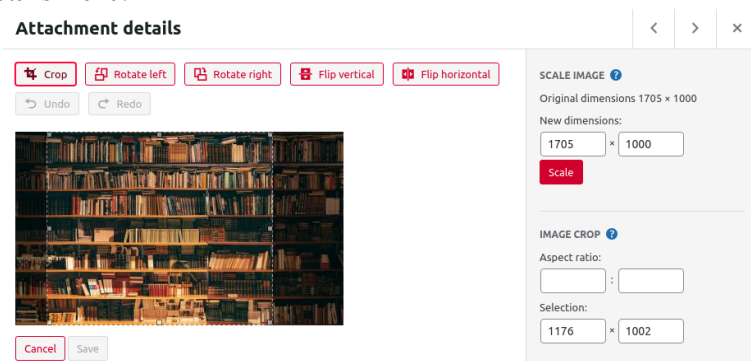 Attachment details
Crop
Rotate left
Rotate right
Flip vertical
Flip horizontal
Undo
Redo
Cancel
Save
SCALE IMAGE
Original dimensions 1705 × 1000
New dimensions:
1705 × 1000
Scale
IMAGE CROP
Aspect ratio:
:
Selection:
1176 × 1002